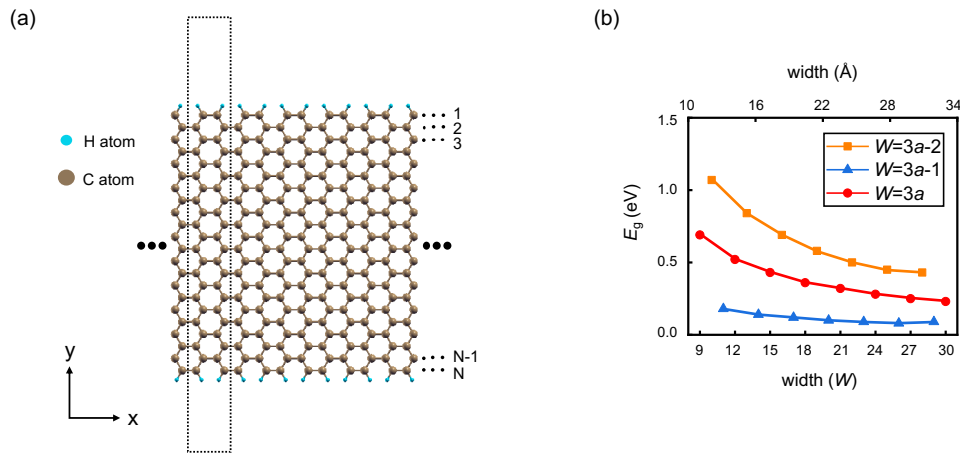 (a)
H atom
C atom
1
2
3
N-1
N
y
x
(b)
width (Å)
10 16 22 28 34
1.5
1.0
0.5
0.0
E_g (eV)
W=3a-2
W=3a-1
W=3a
9 12 15 18 21 24 27 30
width (W)